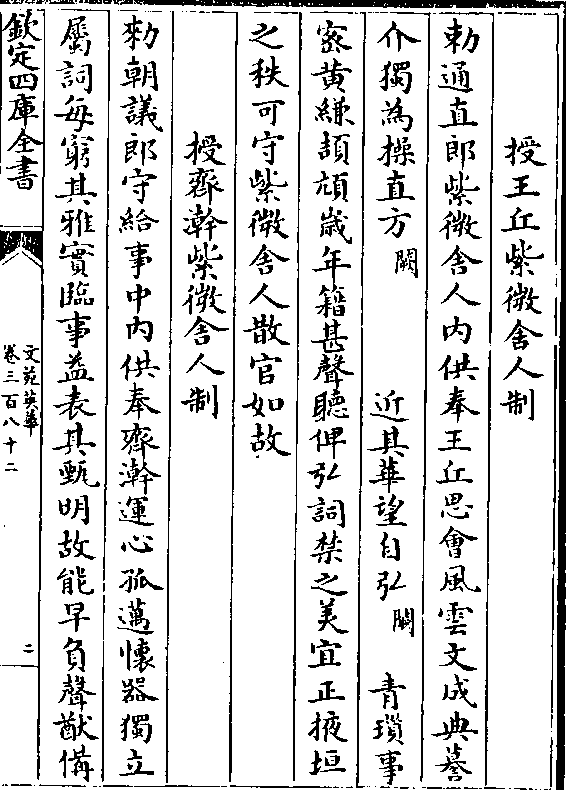 授王丘紫微舍人制
勅通直郎紫微舍人内供奉王丘思會風雲文成典謩
介獨為操直方闕近其華望自弘闕青瑣事
宻黄縑頡頏歳年籍甚聲聽俾弘詞禁之美宜正掖垣
之秩可守紫微舍人散官如故
授齊澣紫微舍人制
勑朝議郎守給事中内供奉齊澣運心孤邁懷器獨立
屬詞每窮其雅實臨事益表其甄明故能早負聲猷備
欽定四庫全書
文苑英華
卷三百八十二
二